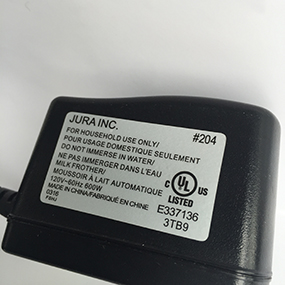 JURA INC.
#204
FOR HOUSEHOLD USE ONLY/
POUR USAGE DOMESTIQUE SEULEMENT
DO NOT IMMERSE IN WATER/
NE PAS IMMERGER DANS L'EAU
MILK FROTHER/
MOUSSOIR À LAIT AUTOMATIQUE
120V~60Hz 600W
MADE IN CHINA/FABRIQUÉ EN CHINE
0316
C UL US
LISTED
E337136
3TB9